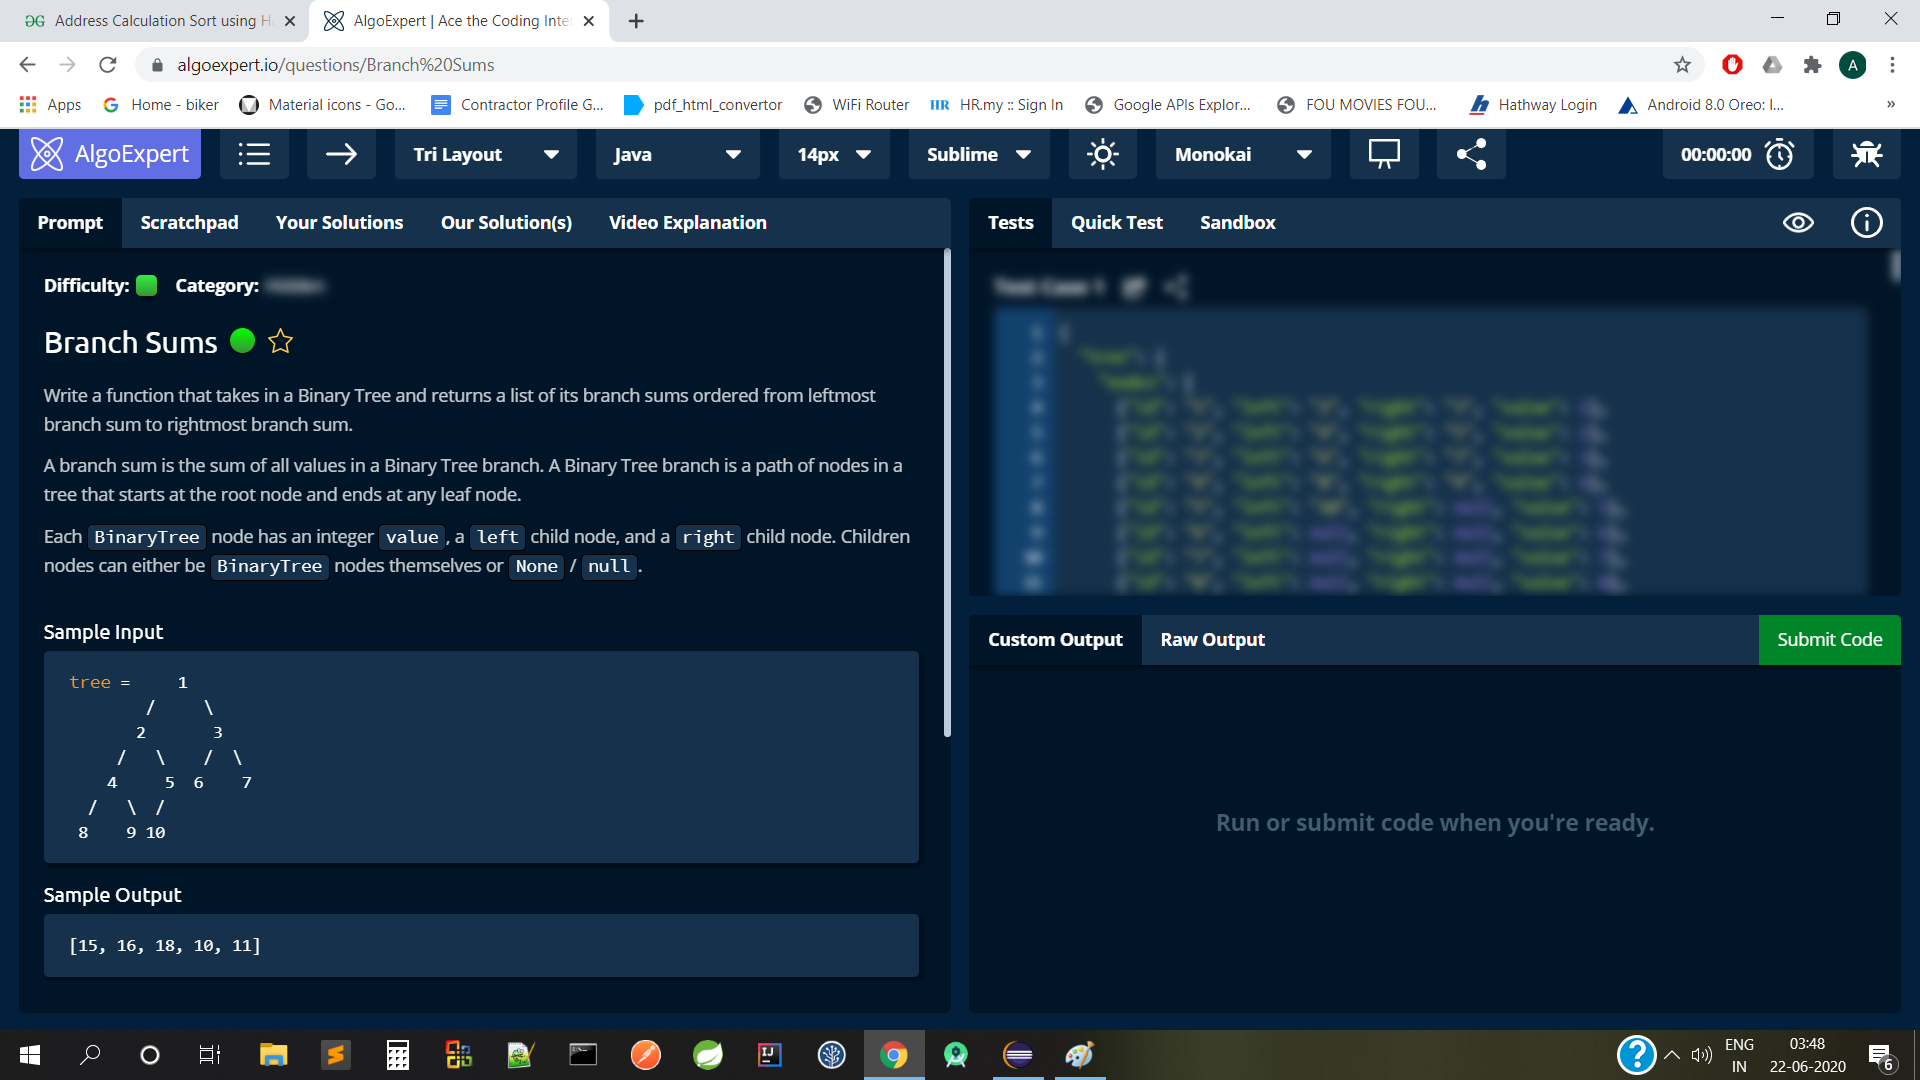 Address Calculation Sort using H
AlgoExpert | Ace the Coding Inte
algoexpert.io/questions/Branch%20Sums
A
Apps
Home - biker
Material icons - Go...
Contractor Profile G...
pdf_html_convertor
WiFi Router
HR HR.my :: Sign In
Google APIs Explor...
FOU MOVIES FOU...
Hathway Login
Android 8.0 Oreo: I...
»
AlgoExpert
Tri Layout
Java
14px
Sublime
Monokai
00:00:00
Prompt
Scratchpad
Your Solutions
Our Solution(s)
Video Explanation
Difficulty:
Category:
Branch Sums
Write a function that takes in a Binary Tree and returns a list of its branch sums ordered from leftmost
branch sum to rightmost branch sum.
A branch sum is the sum of all values in a Binary Tree branch. A Binary Tree branch is a path of nodes in a
tree that starts at the root node and ends at any leaf node.
Each BinaryTree node has an integer value, a left child node, and a right child node. Children
nodes can either be BinaryTree nodes themselves or None / null.
Sample Input
tree =     1
/     \
2       3
/   \    /  \
4     5  6    7
/   \  /
8    9 10
Sample Output
[15, 16, 18, 10, 11]
Tests
Quick Test
Sandbox
Custom Output
Raw Output
Submit Code
Run or submit code when you're ready.
ENG
IN
03:48
22-06-2020
6